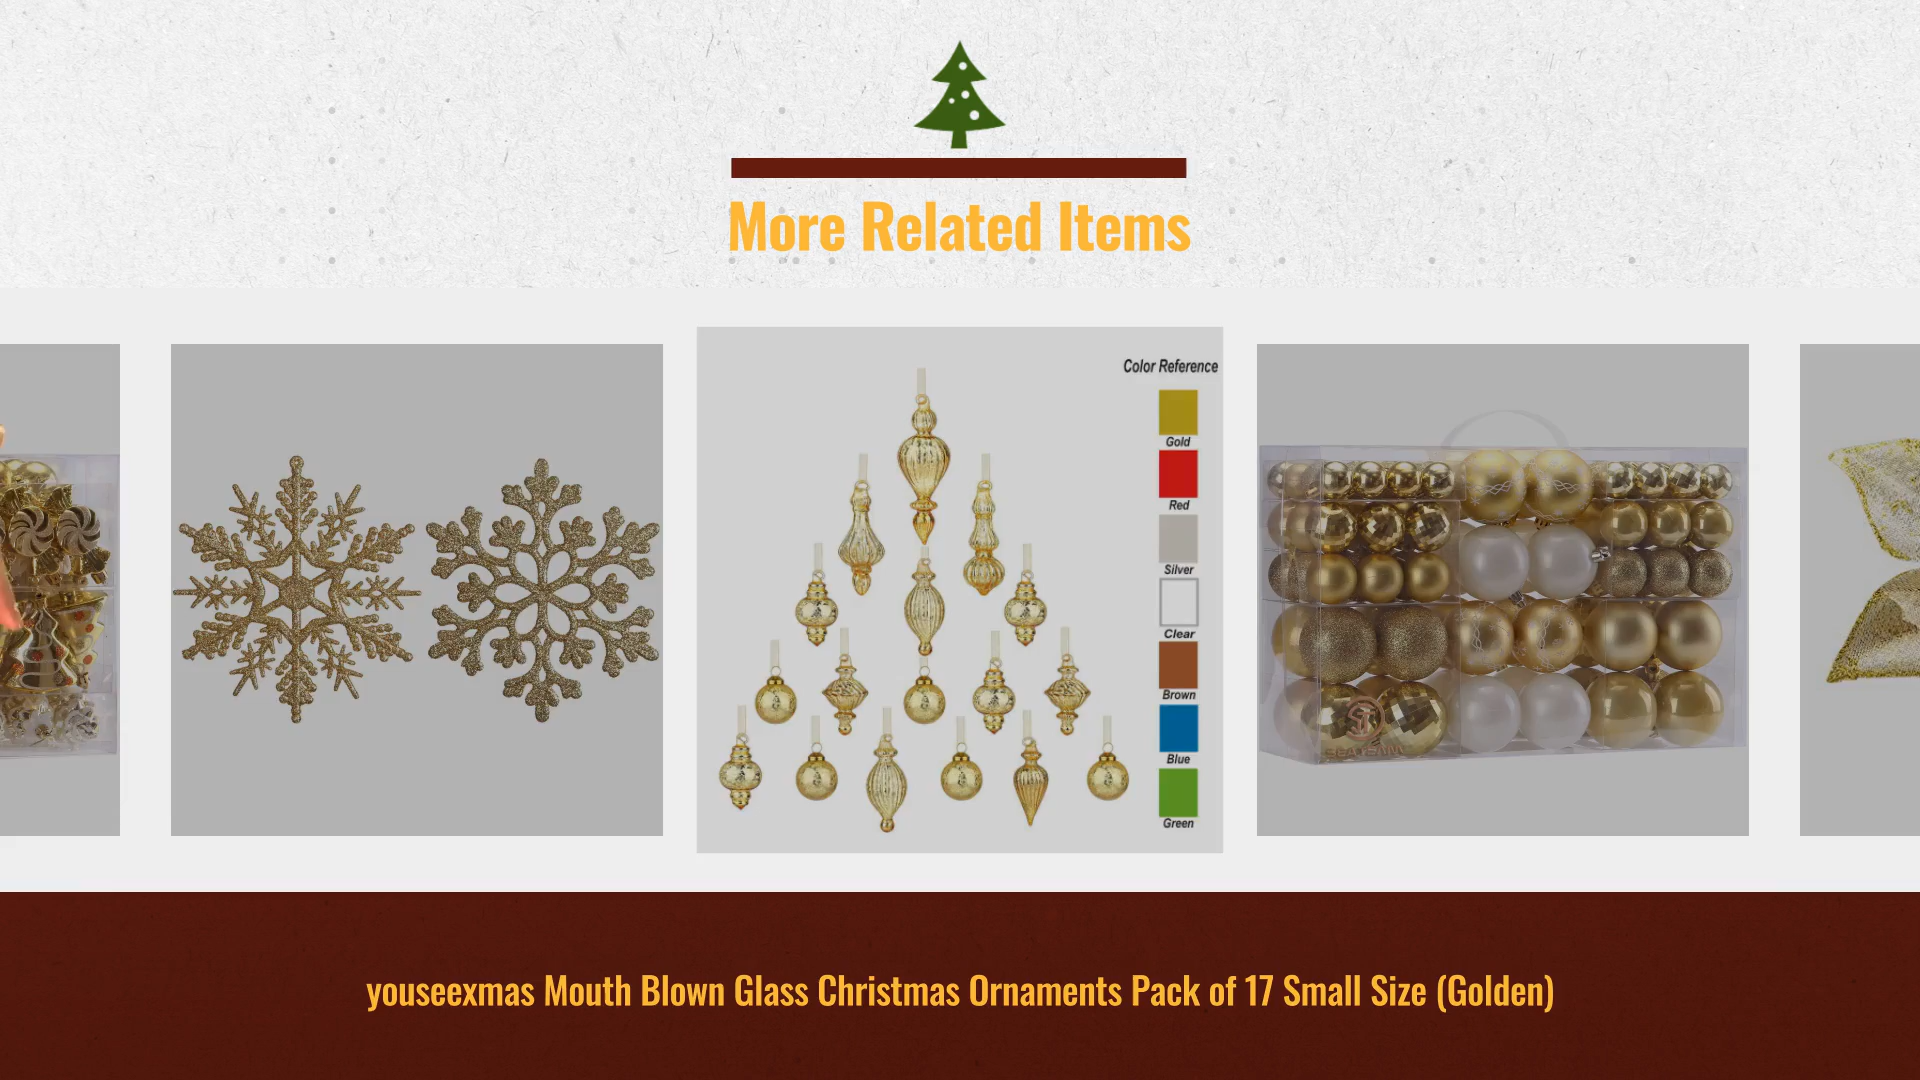 More Related Items
Color Reference
Gold
Red
Silver
Clear
Brown
Blue
Green
youseexmas Mouth Blown Glass Christmas Ornaments Pack of 17 Small Size (Golden)